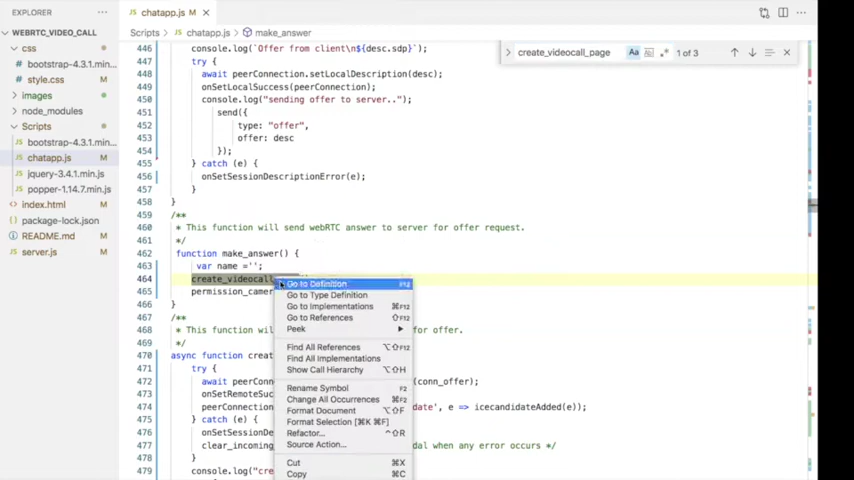 EXPLORER
WEBRTC_VIDEO_CALL
css
bootstrap-4.3.1.min... M
style.css M
images
node_modules
Scripts
bootstrap-4.3.1.min...
chatapp.js M
jquery-3.4.1.min.js M
popper-1.14.7.min.js
index.html M
package-lock.json
README.md M
server.js M
chatapp.js M
Scripts > chatapp.js > make_answer
create_videocall_page Aa 1 of 3
446 console.log(`Offer from client\n${desc.sdp}`);
447 try {
448 await peerConnection.setLocalDescription(desc);
449 onSetLocalSuccess(peerConnection);
450 console.log("sending offer to server..");
451 send({
452 type: "offer",
453 offer: desc
454 });
455 } catch (e) {
456 onSetSessionDescriptionError(e);
457 }
458 }
459 /**
460 * This function will send webRTC answer to server for offer request.
461 */
462 function make_answer() {
463 var name ='';
464 create_videocall
465 permission_camer
466 }
467 /**
468 * This funct for offer.
469 */
470 async function creat
471 try {
472 await peerConn (conn_offer);
473 onSetRemoteSuc
474 peerConnection date', e => icecandidateAdded(e));
475 } catch (e) {
476 onSetSessionDe
477 clear_incoming dal when any error occurs */
478 }
479 console.log("cre
Go to Definition F12
Go to Type Definition
Go to Implementations ⌘F12
Go to References ⇧F12
Peek
Find All References ⌥⇧F12
Find All Implementations
Show Call Hierarchy ⌥⇧H
Rename Symbol F2
Change All Occurrences ⌘F2
Format Document ⌥⇧F
Format Selection [⌘K ⌘F]
Refactor... ^⇧R
Source Action...
Cut ⌘X
Copy ⌘C